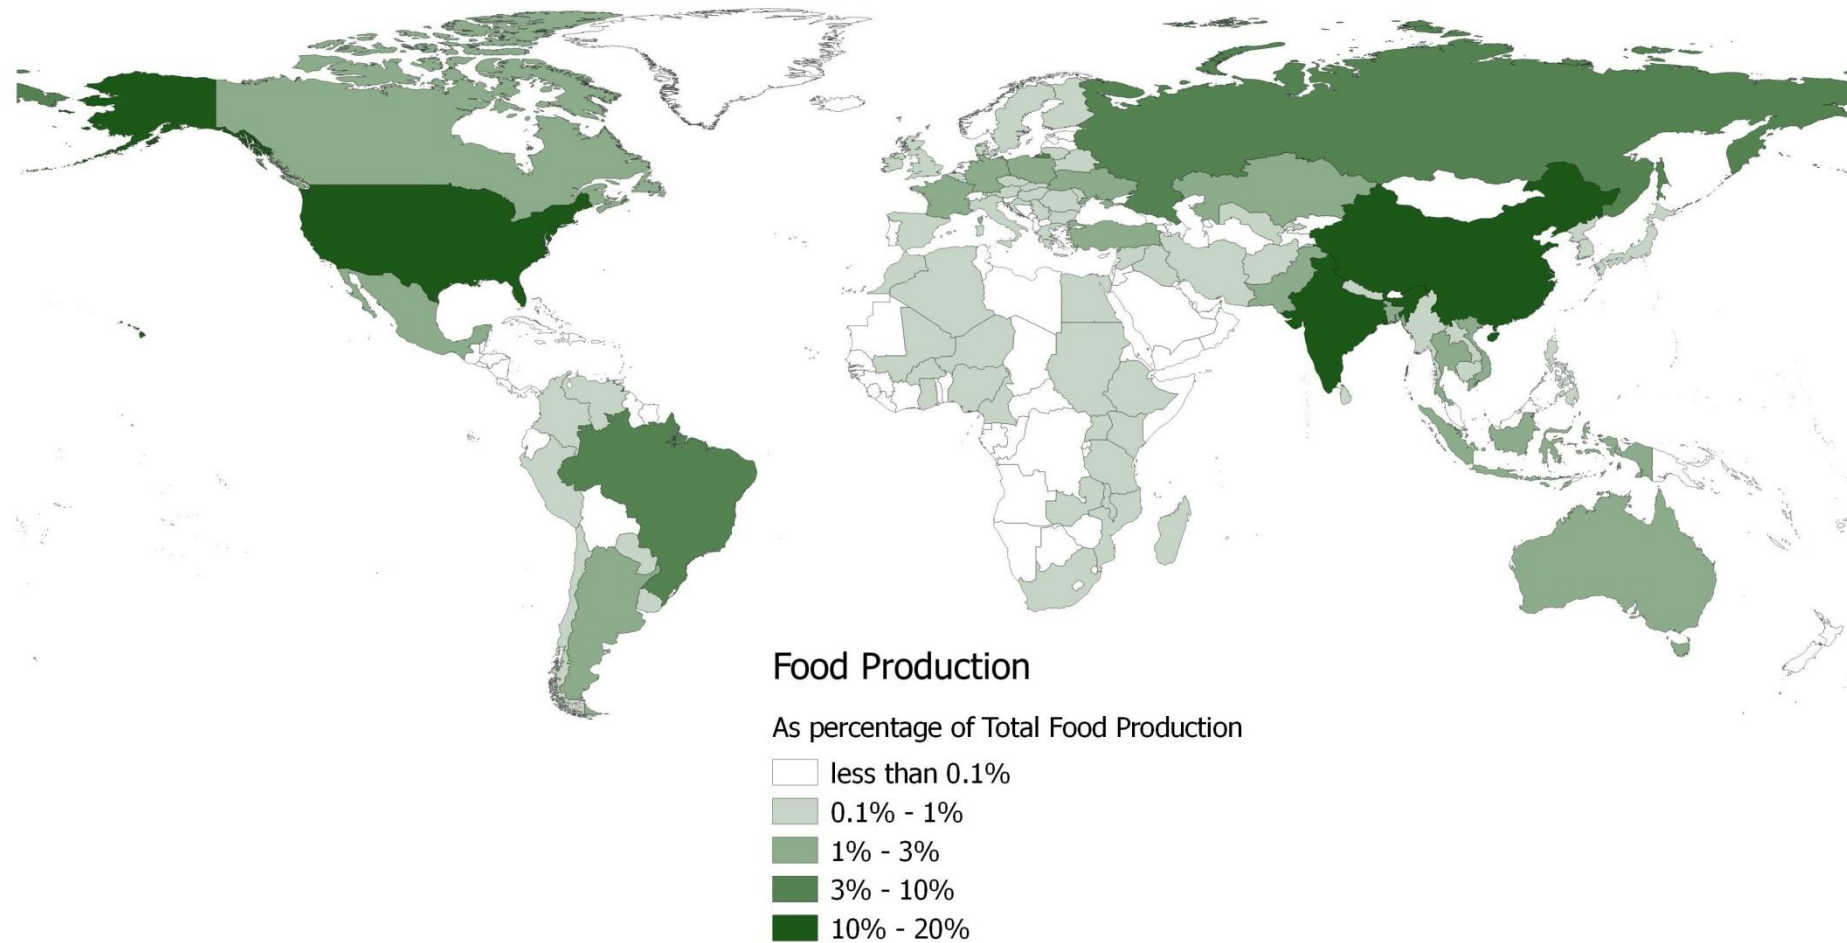 Food Production
As percentage of Total Food Production
less than 0.1%
0.1% - 1%
1% - 3%
3% - 10%
10% - 20%